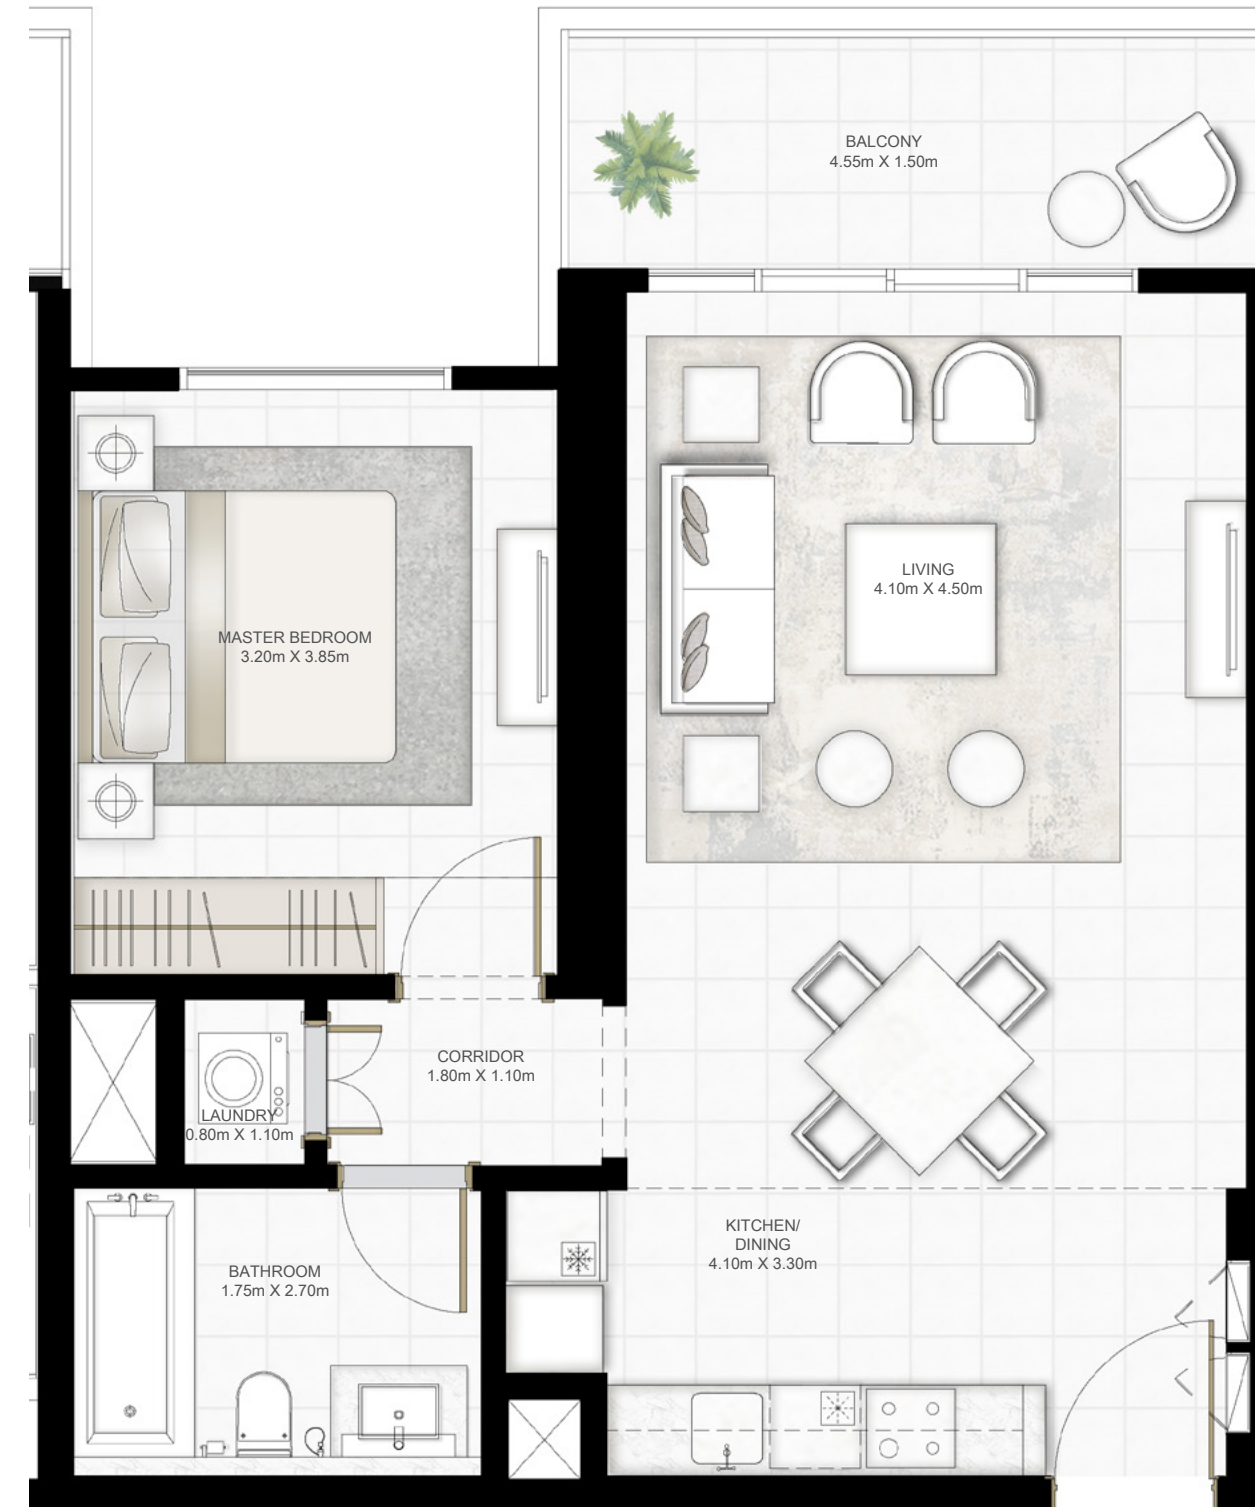 BALCONY
4.55m X 1.50m
LIVING
4.10m X 4.50m
MASTER BEDROOM
3.20m X 3.85m
CORRIDOR
1.80m X 1.10m
LAUNDRY
0.80m X 1.10m
KITCHEN/
DINING
4.10m X 3.30m
BATHROOM
1.75m X 2.70m